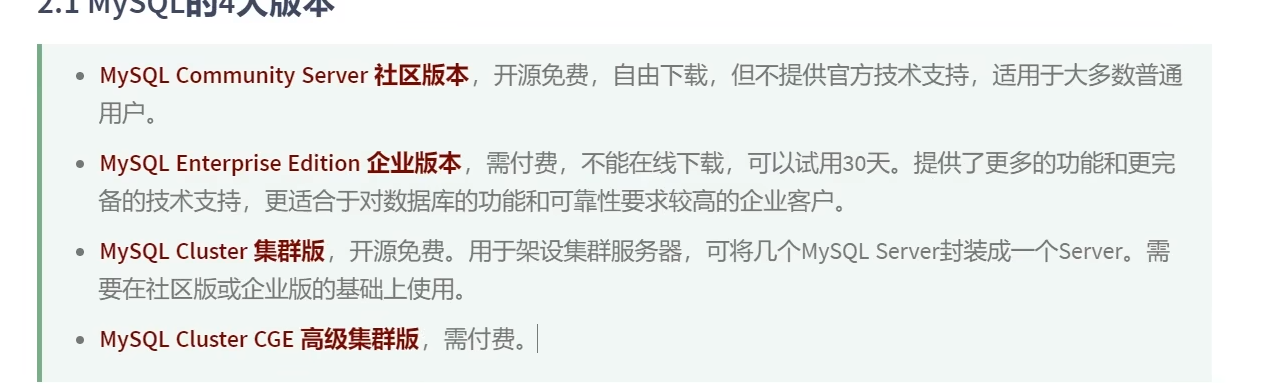 2.1 MySQL的4大版本
MySQL Community Server 社区版本，开源免费，自由下载，但不提供官方技术支持，适用于大多数普通
用户。
MySQL Enterprise Edition 企业版本，需付费，不能在线下载，可以试用30天。提供了更多的功能和更完
备的技术支持，更适合于对数据库的功能和可靠性要求较高的企业客户。
MySQL Cluster 集群版，开源免费。用于架设集群服务器，可将几个MySQL Server封装成一个Server。需
要在社区版或企业版的基础上使用。
MySQL Cluster CGE 高级集群版，需付费。